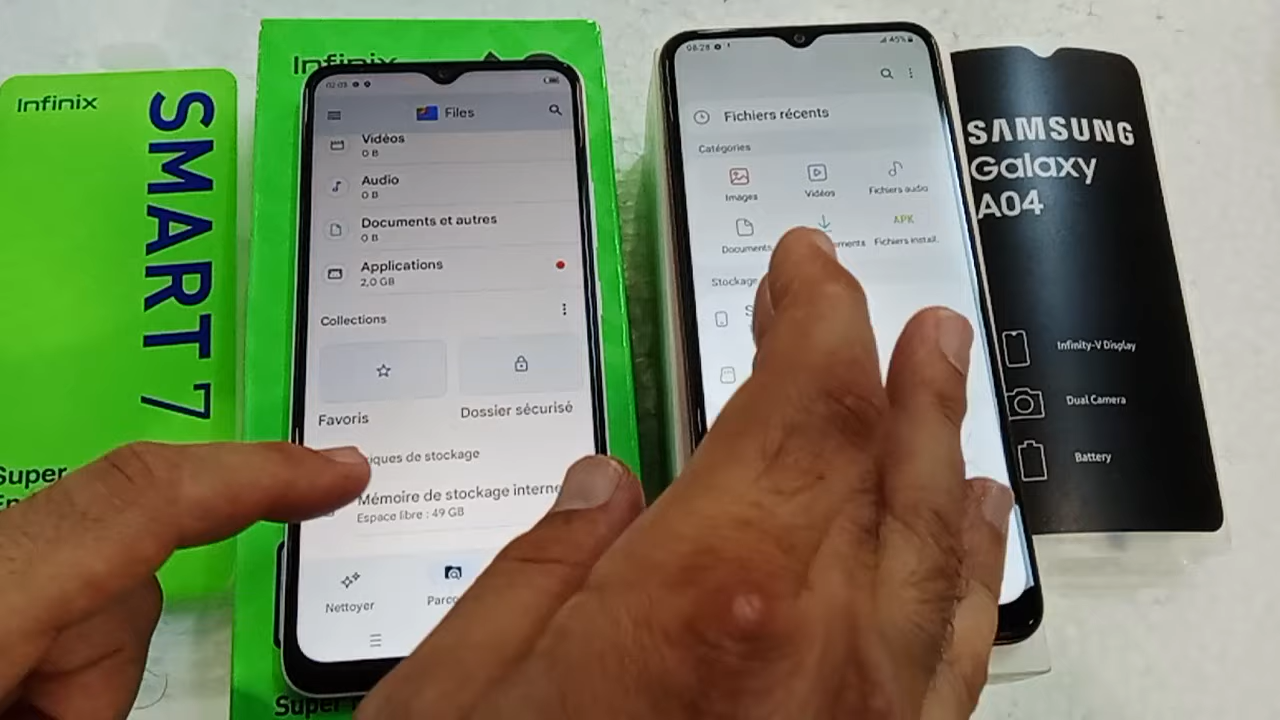 Infinix
SMART 7
Super
Infinix
02:03
Files
Vidéos
0 B
Audio
0 B
Documents et autres
0 B
Applications
2,0 GB
Collections
Favoris
Dossier sécurisé
iques de stockage
Mémoire de stockage interne
Espace libre : 49 GB
Nettoyer
Parco
Super
08:28
45%
Fichiers récents
Catégories
Images
Vidéos
Fichiers audio
APK
Documents
ements
Fichiers install.
Stockage
S
SAMSUNG
Galaxy
A04
Infinity-V Display
Dual Camera
Battery